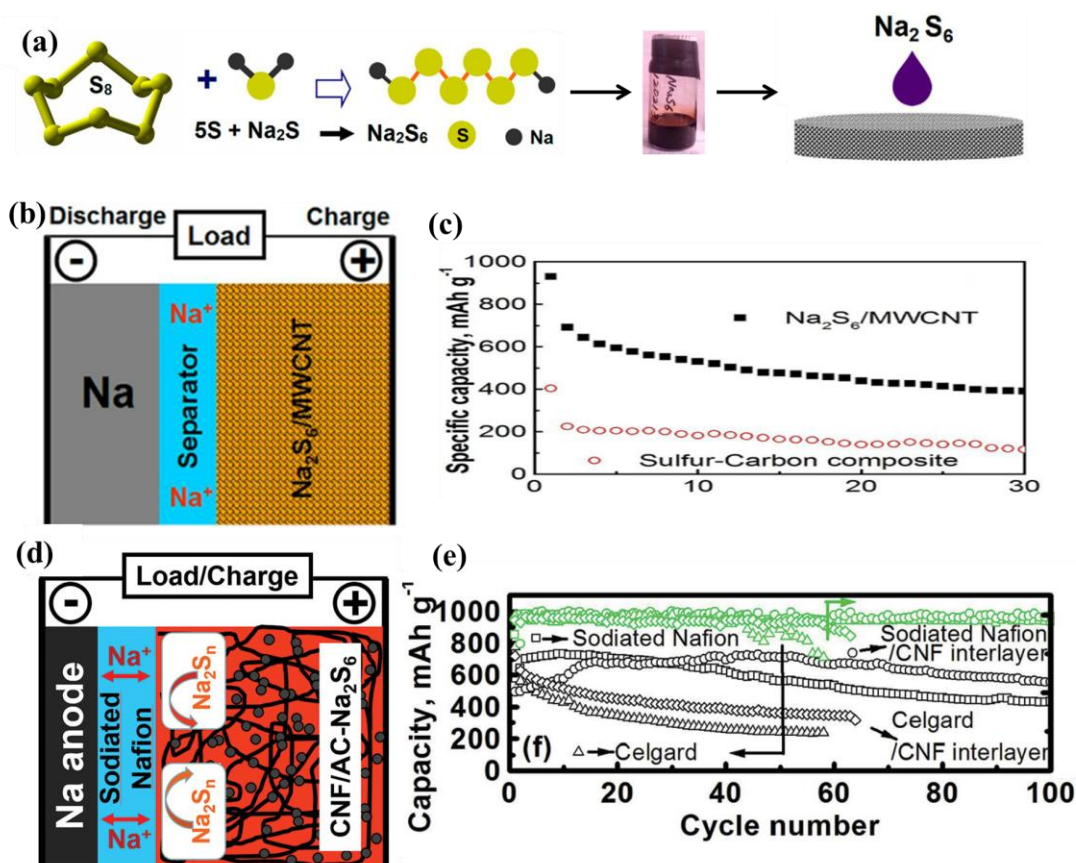 (a)
S8
+
5S + Na2S → Na2S6
S
Na
Na2S6
Na2 S6
(b)
Discharge
Load
Charge
-
+
Na
Na+
Separator
Na+
Na2S6/MWCNT
(c)
Specific capacity, mAh g-1
1000
800
600
400
200
0
Na2S6/MWCNT
Sulfur-Carbon composite
0
10
20
30
(d)
Load/Charge
-
+
Na anode
Na+
Sodiated
Nafion
Na+
Na2Sn
Na2Sn
CNF/AC-Na2S6
(e)
Capacity, mAh g-1
1000
800
600
400
200
0
Sodiated Nafion
Sodiated Nafion
/CNF interlayer
Celgard
/CNF interlayer
(f)
Celgard
0
20
40
60
80
100
Cycle number